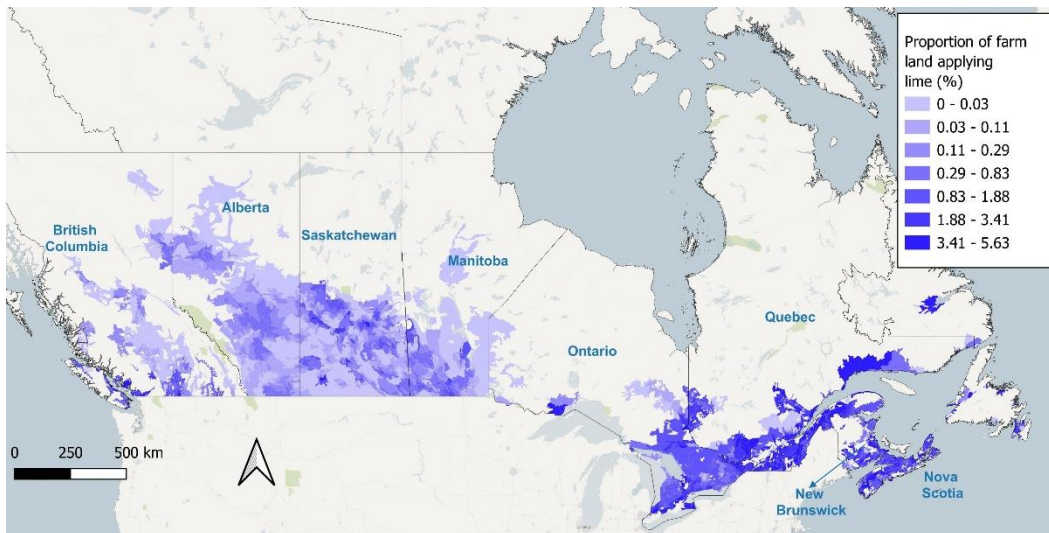 Proportion of farm
land applying
lime (%)
0 - 0.03
0.03 - 0.11
0.11 - 0.29
0.29 - 0.83
0.83 - 1.88
1.88 - 3.41
3.41 - 5.63
Alberta
British
Columbia
Saskatchewan
Manitoba
Quebec
Ontario
0 250 500 km
New
Brunswick
Nova
Scotia